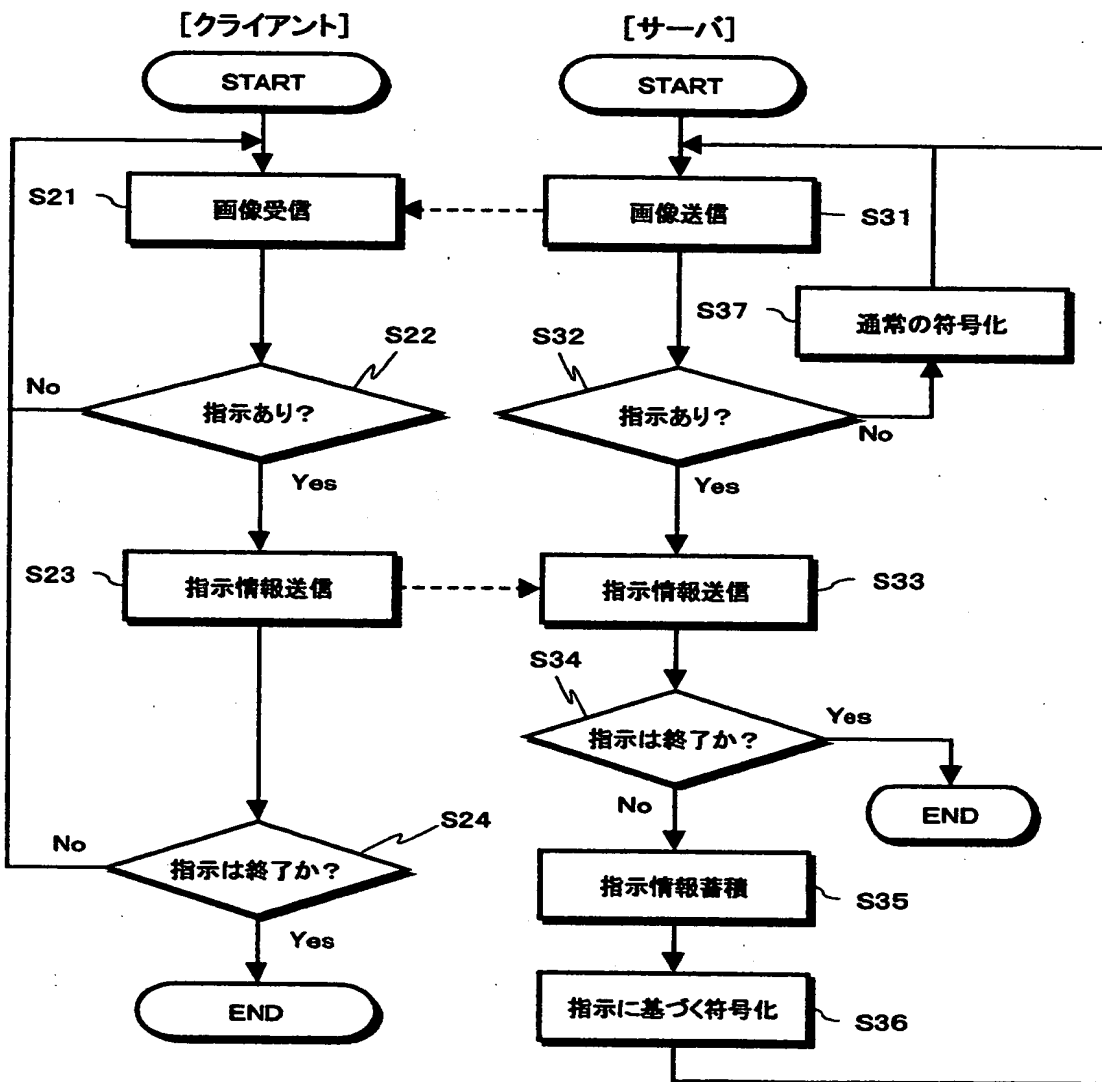 [クライアント]
[サーバ]
START
START
S21
画像受信
画像送信
S31
S37
通常の符号化
S22
S32
No
指示あり?
指示あり?
No
Yes
Yes
S23
指示情報送信
指示情報送信
S33
S34
指示は終了か?
Yes
No
END
S24
No
指示は終了か?
指示情報蓄積
S35
Yes
END
指示に基づく符号化
S36